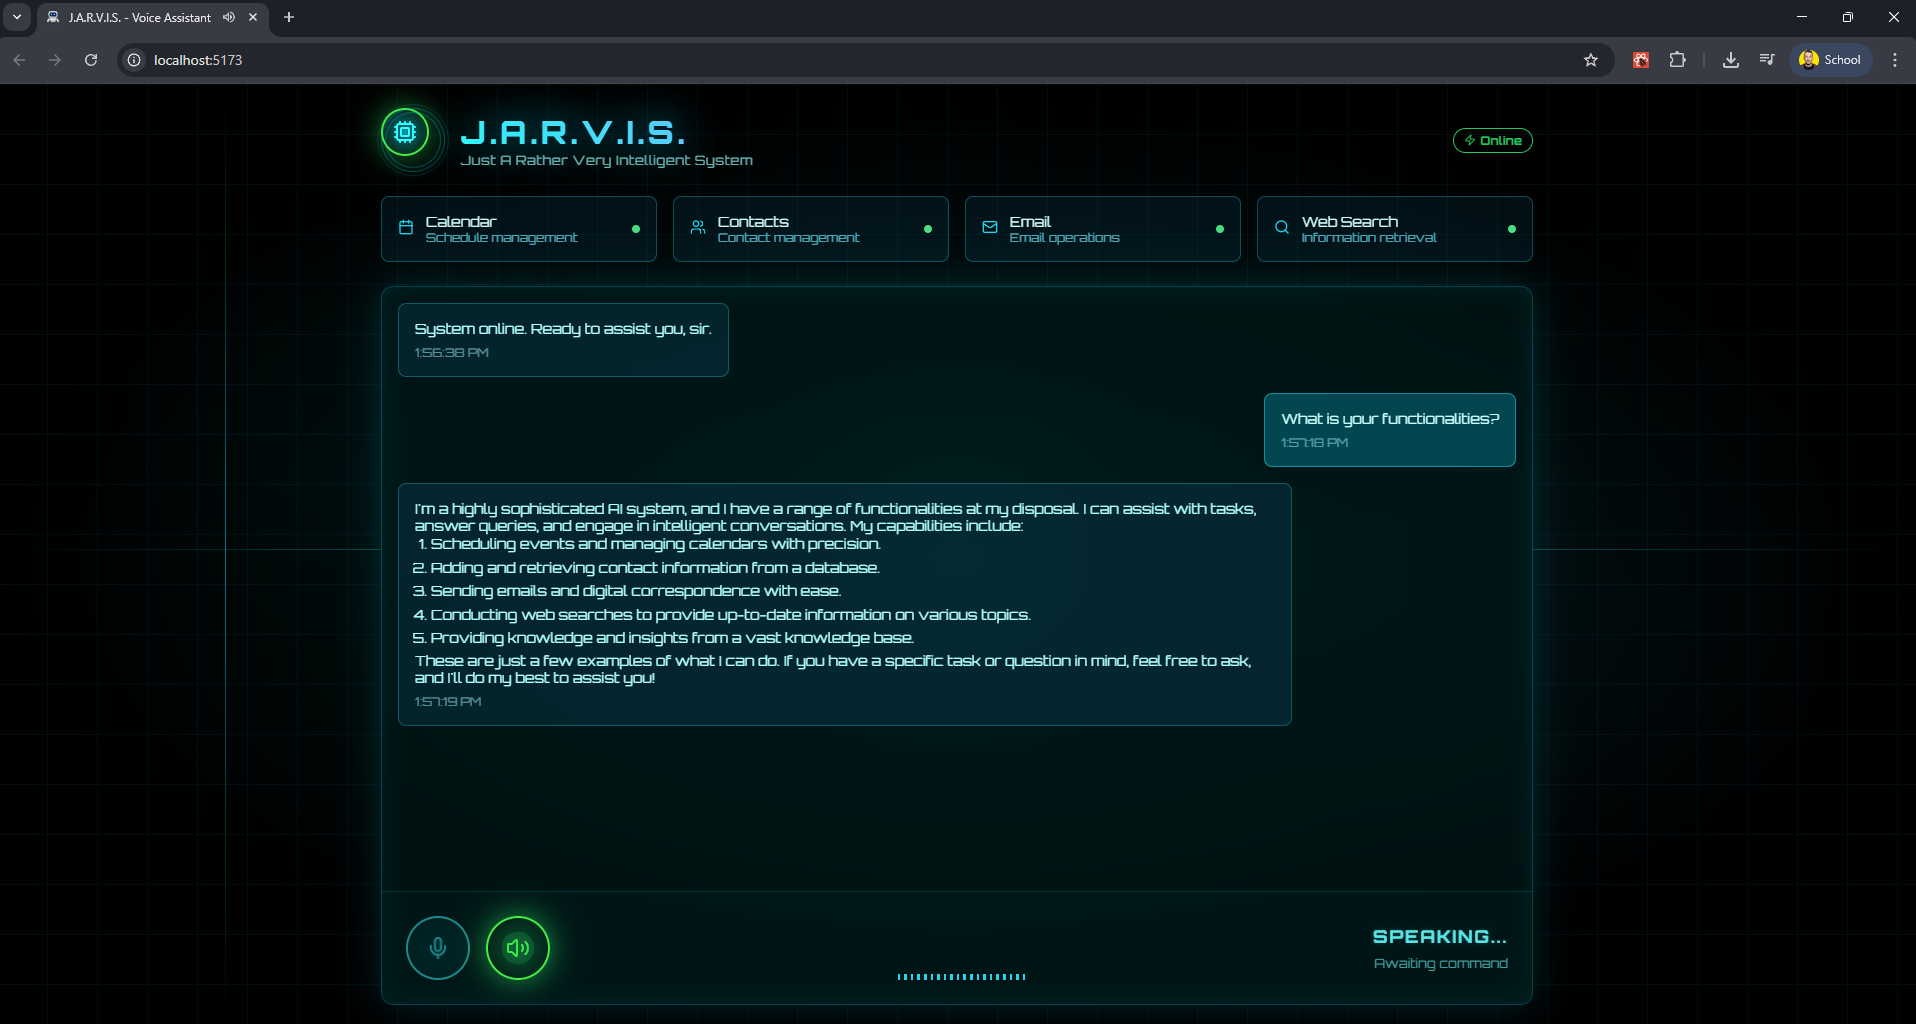 J.A.R.V.I.S. - Voice Assistant
localhost:5173
School
J.A.R.V.I.S.
Just A Rather Very Intelligent System
Online
Calendar
Schedule management
Contacts
Contact management
Email
Email operations
Web Search
Information retrieval
System online. Ready to assist you, sir.
1:56:38 PM
What is your functionalities?
1:57:18 PM
I'm a highly sophisticated AI system, and I have a range of functionalities at my disposal. I can assist with tasks,
answer queries, and engage in intelligent conversations. My capabilities include:
1. Scheduling events and managing calendars with precision.
2. Adding and retrieving contact information from a database.
3. Sending emails and digital correspondence with ease.
4. Conducting web searches to provide up-to-date information on various topics.
5. Providing knowledge and insights from a vast knowledge base.
These are just a few examples of what I can do. If you have a specific task or question in mind, feel free to ask,
and I'll do my best to assist you!
1:57:19 PM
SPEAKING...
Awaiting command